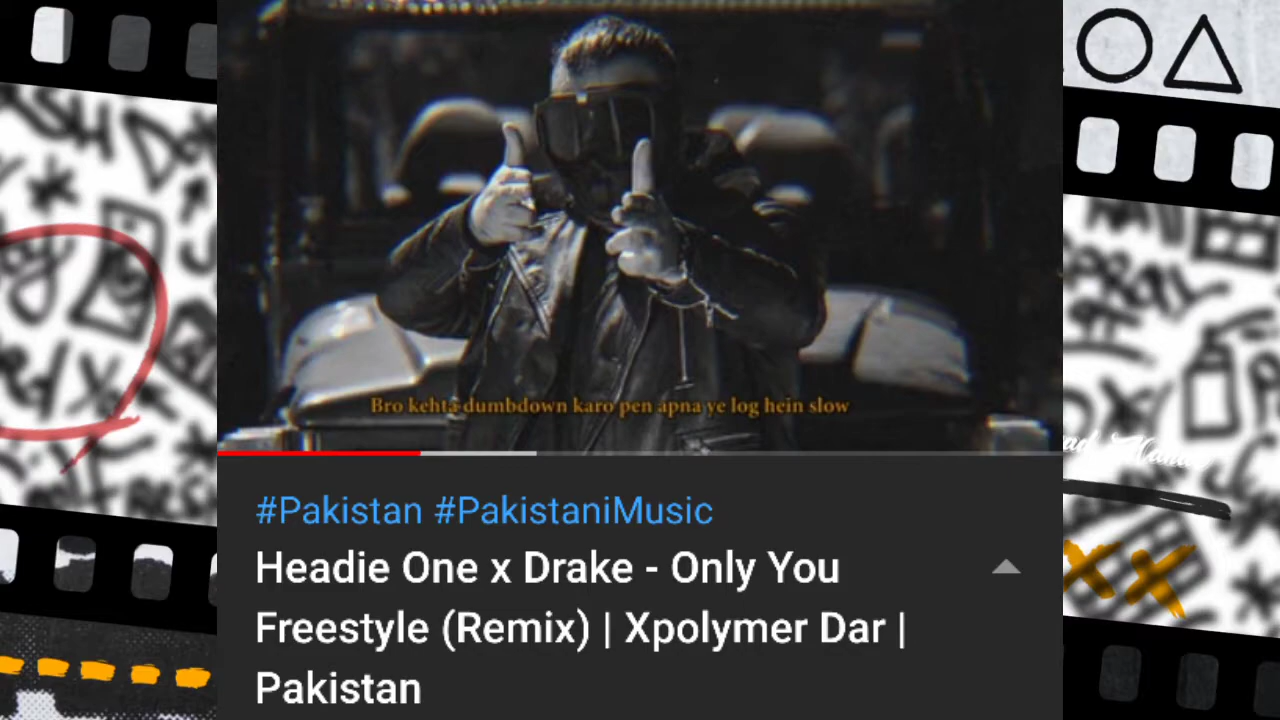 Bro kehta dumbdown karo pen apna ye log hein slow
#Pakistan #PakistaniMusic
Headie One x Drake - Only You
Freestyle (Remix) | Xpolymer Dar |
Pakistan
XX